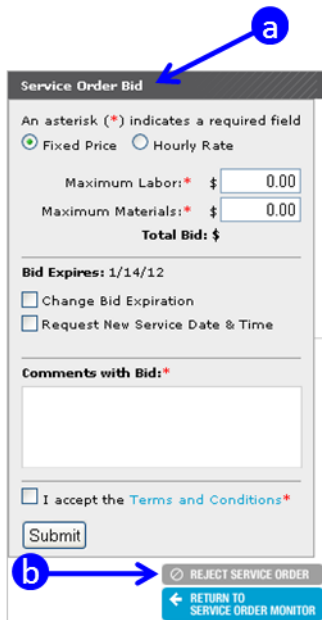 a
Service Order Bid
An asterisk (*) indicates a required field
Fixed Price Hourly Rate
Maximum Labor:* $ 0.00
Maximum Materials:* $ 0.00
Total Bid: $
Bid Expires: 1/14/12
Change Bid Expiration
Request New Service Date & Time
Comments with Bid:*
I accept the Terms and Conditions*
Submit
b
REJECT SERVICE ORDER
RETURN TO
SERVICE ORDER MONITOR